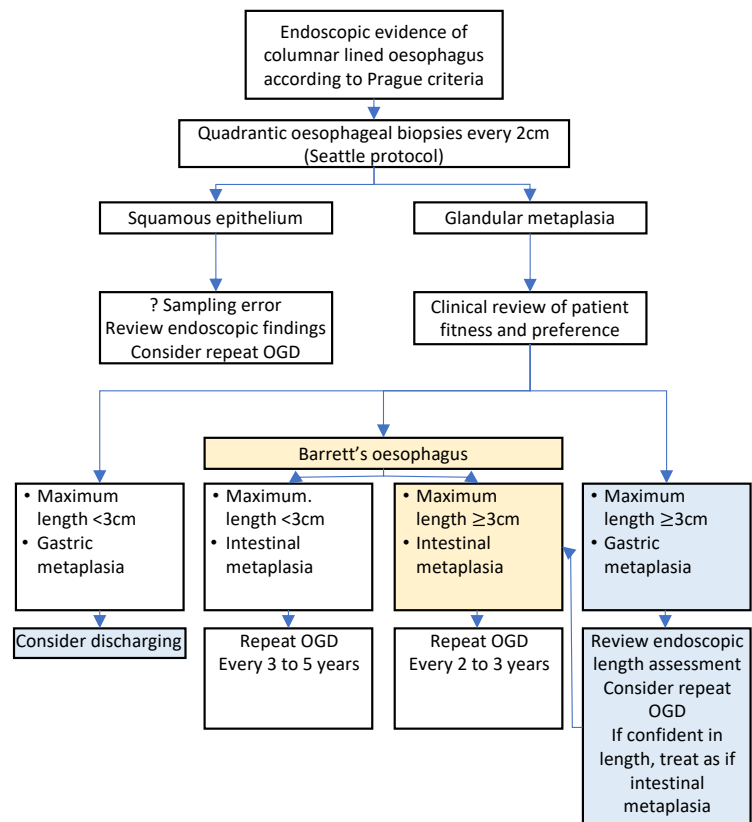 Endoscopic evidence of
columnar lined oesophagus
according to Prague criteria
Quadrantic oesophageal biopsies every 2cm
(Seattle protocol)
Squamous epithelium
Glandular metaplasia
? Sampling error
Review endoscopic findings
Consider repeat OGD
Clinical review of patient
fitness and preference
Barrett’s oesophagus
• Maximum
length <3cm
• Gastric
metaplasia
• Maximum.
length <3cm
• Intestinal
metaplasia
• Maximum
length ≥3cm
• Intestinal
metaplasia
• Maximum
length ≥3cm
• Gastric
metaplasia
Consider discharging
Repeat OGD
Every 3 to 5 years
Repeat OGD
Every 2 to 3 years
Review endoscopic
length assessment
Consider repeat
OGD
If confident in
length, treat as if
intestinal
metaplasia